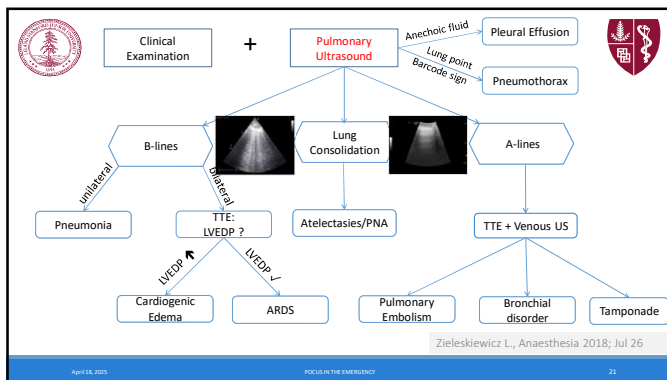 Clinical
Examination
+
Pulmonary
Ultrasound
Anechoic fluid
Pleural Effusion
Lung point
Barcode sign
Pneumothorax
B-lines
Lung
Consolidation
A-lines
unilateral
bilateral
Pneumonia
TTE:
LVEDP ?
Atelectasies/PNA
TTE + Venous US
LVEDP ↑
LVEDP √
Cardiogenic
Edema
ARDS
Pulmonary
Embolism
Bronchial
disorder
Tamponade
Zieleskiewicz L., Anaesthesia 2018; Jul 26
April 18, 2025
POCUS IN THE EMERGENCY
21